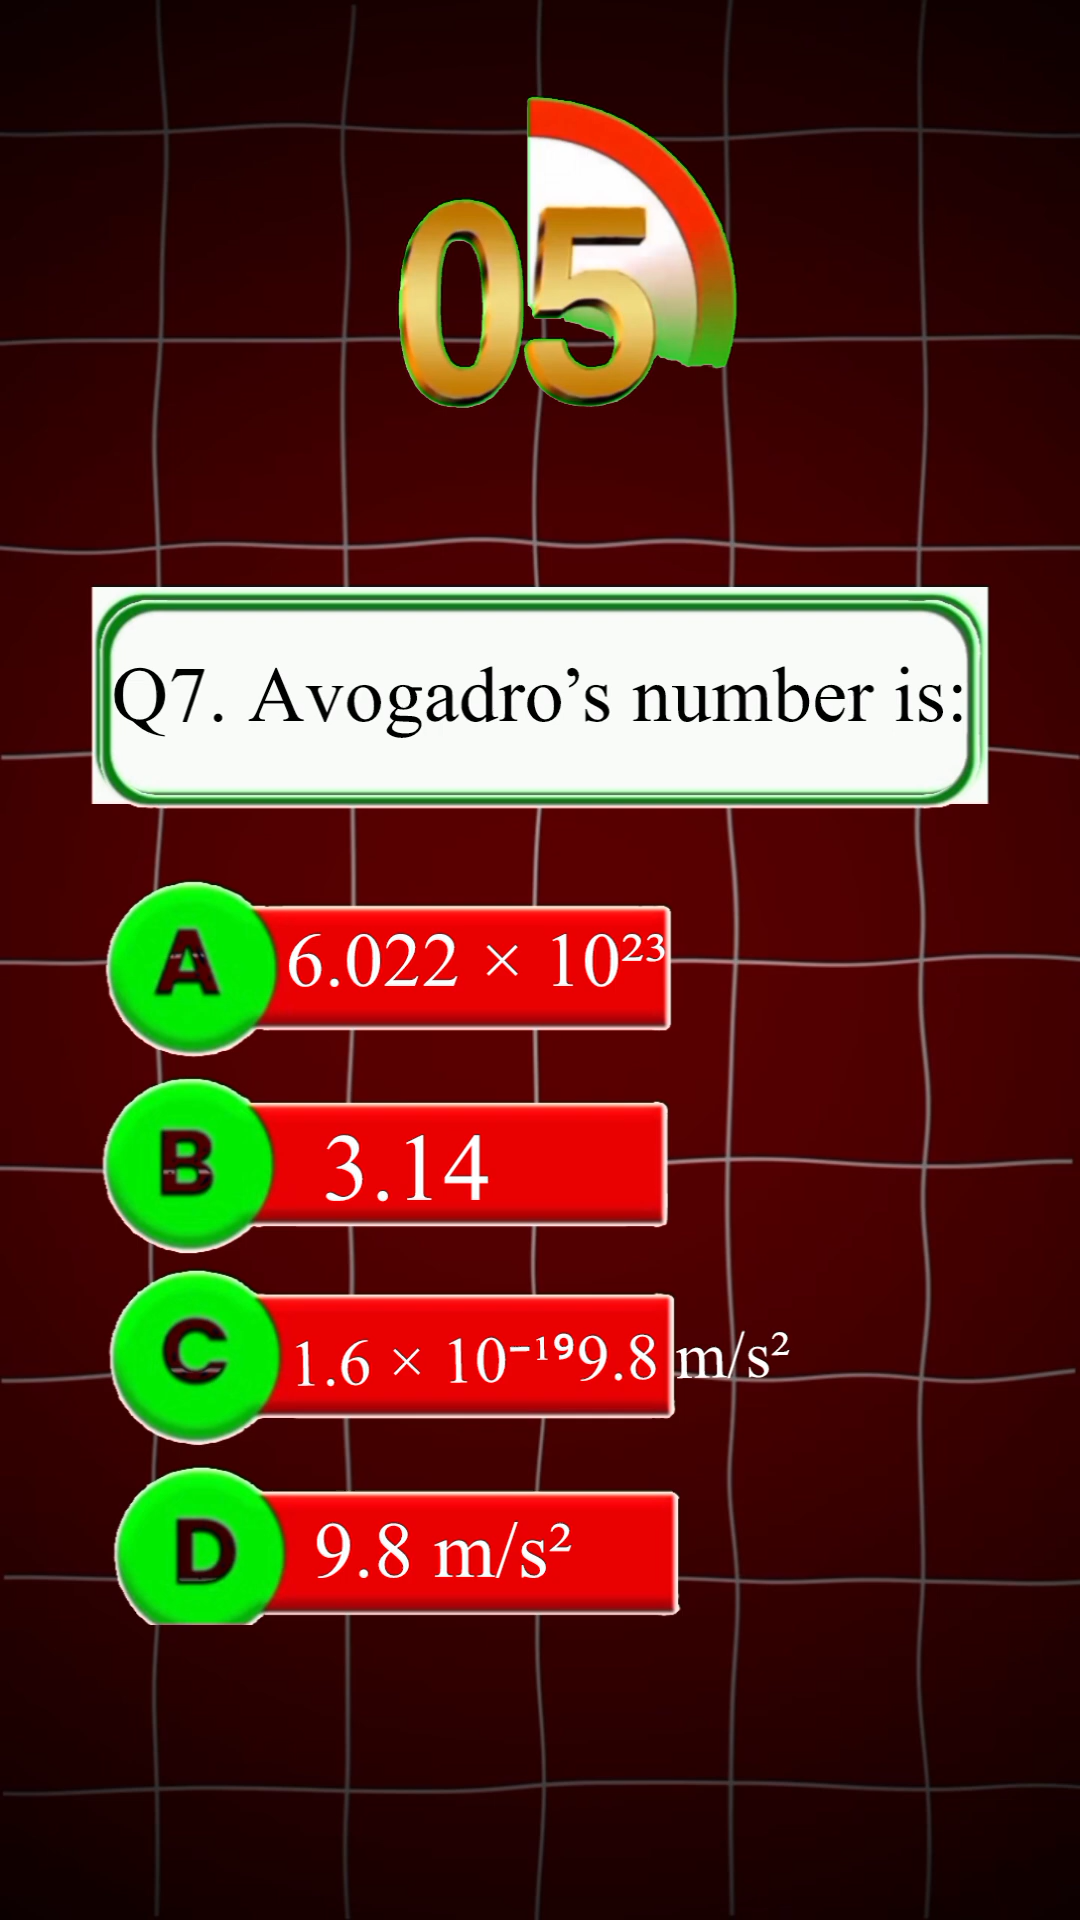 05
Q7. Avogadro’s number is:
A 6.022 × 10²³
B 3.14
C 1.6 × 10⁻¹⁹9.8 m/s²
D 9.8 m/s²